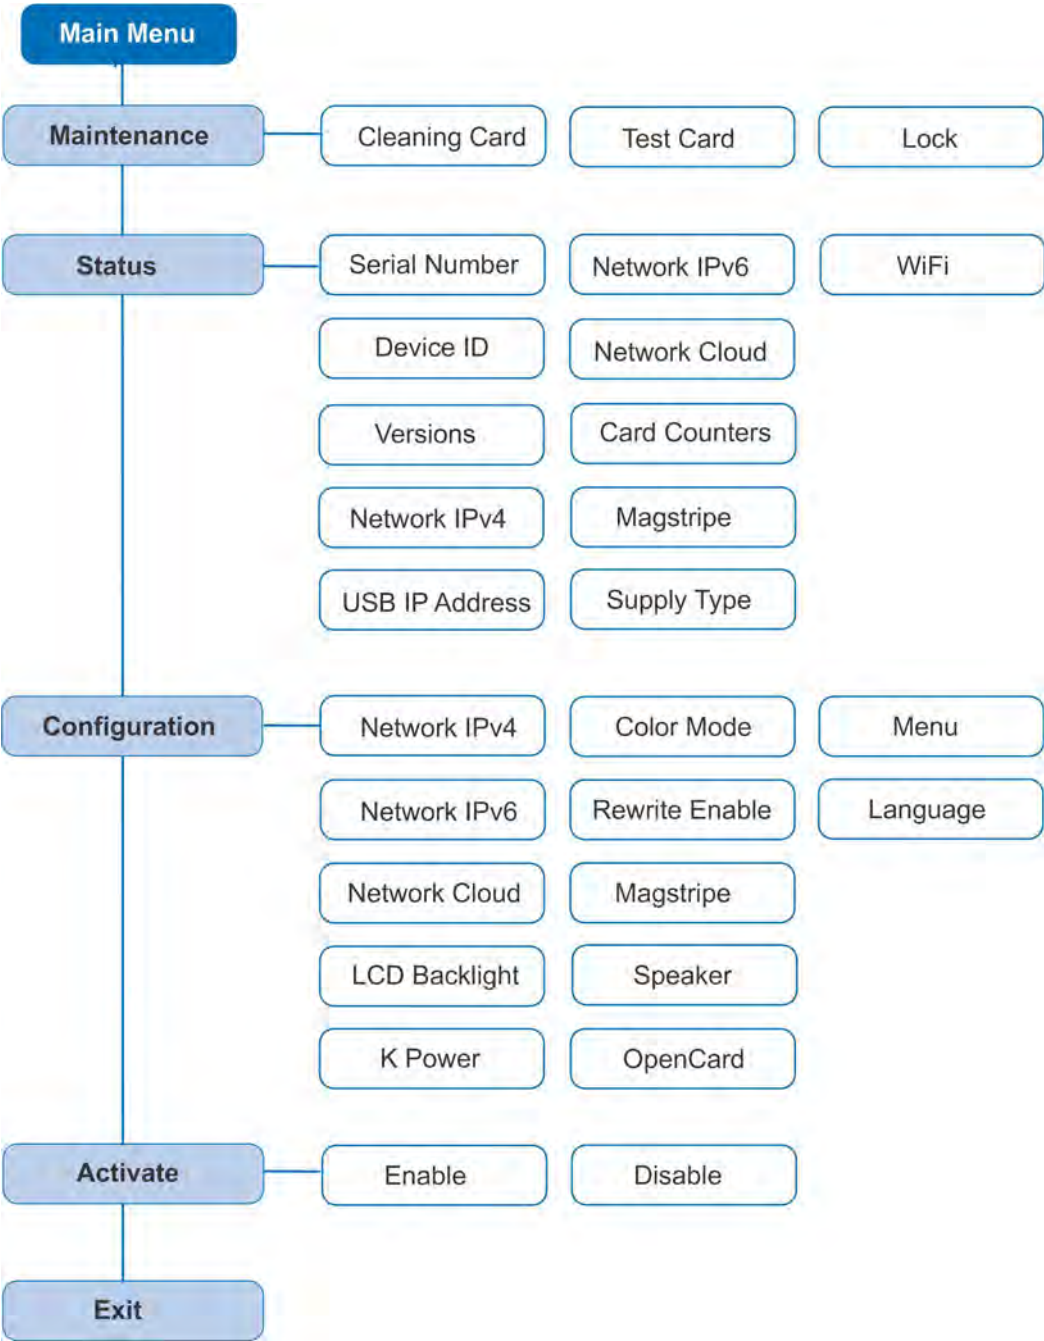 Main Menu
Maintenance
Cleaning Card
Test Card
Lock
Status
Serial Number
Network IPv6
WiFi
Device ID
Network Cloud
Versions
Card Counters
Network IPv4
Magstripe
USB IP Address
Supply Type
Configuration
Network IPv4
Color Mode
Menu
Network IPv6
Rewrite Enable
Language
Network Cloud
Magstripe
LCD Backlight
Speaker
K Power
OpenCard
Activate
Enable
Disable
Exit